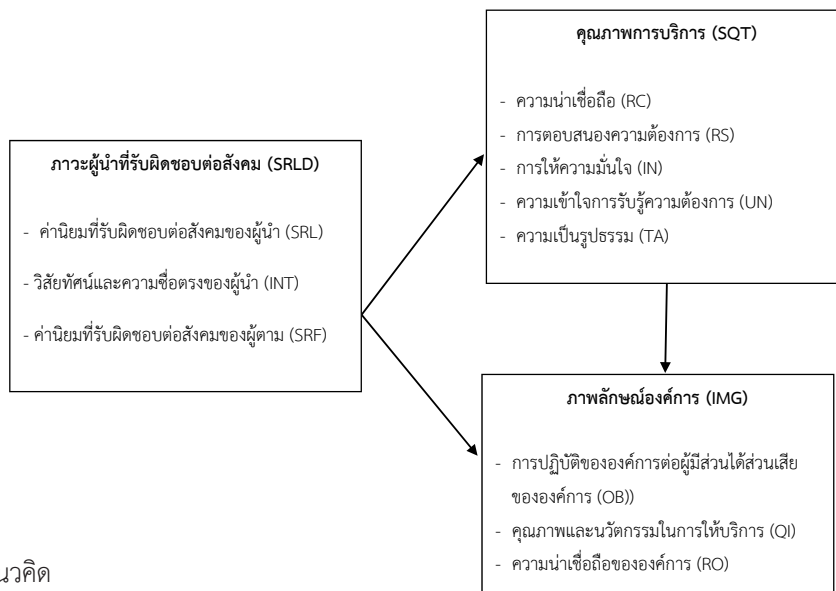 คุณภาพการบริการ (SQT)
- ความน่าเชื่อถือ (RC)
- การตอบสนองความต้องการ (RS)
- การให้ความมั่นใจ (IN)
- ความเข้าใจการรับรู้ความต้องการ (UN)
- ความเป็นรูปธรรม (TA)
ภาวะผู้นำที่รับผิดชอบต่อสังคม (SRLD)
- ค่านิยมที่รับผิดชอบต่อสังคมของผู้นำ (SRL)
- วิสัยทัศน์และความซื่อตรงของผู้นำ (INT)
- ค่านิยมที่รับผิดชอบต่อสังคมของผู้ตาม (SRF)
ภาพลักษณ์องค์การ (IMG)
- การปฏิบัติขององค์การต่อผู้มีส่วนได้ส่วนเสีย
ขององค์การ (OB))
- คุณภาพและนวัตกรรมในการให้บริการ (QI)
- ความน่าเชื่อถือขององค์การ (RO)
นวคิด